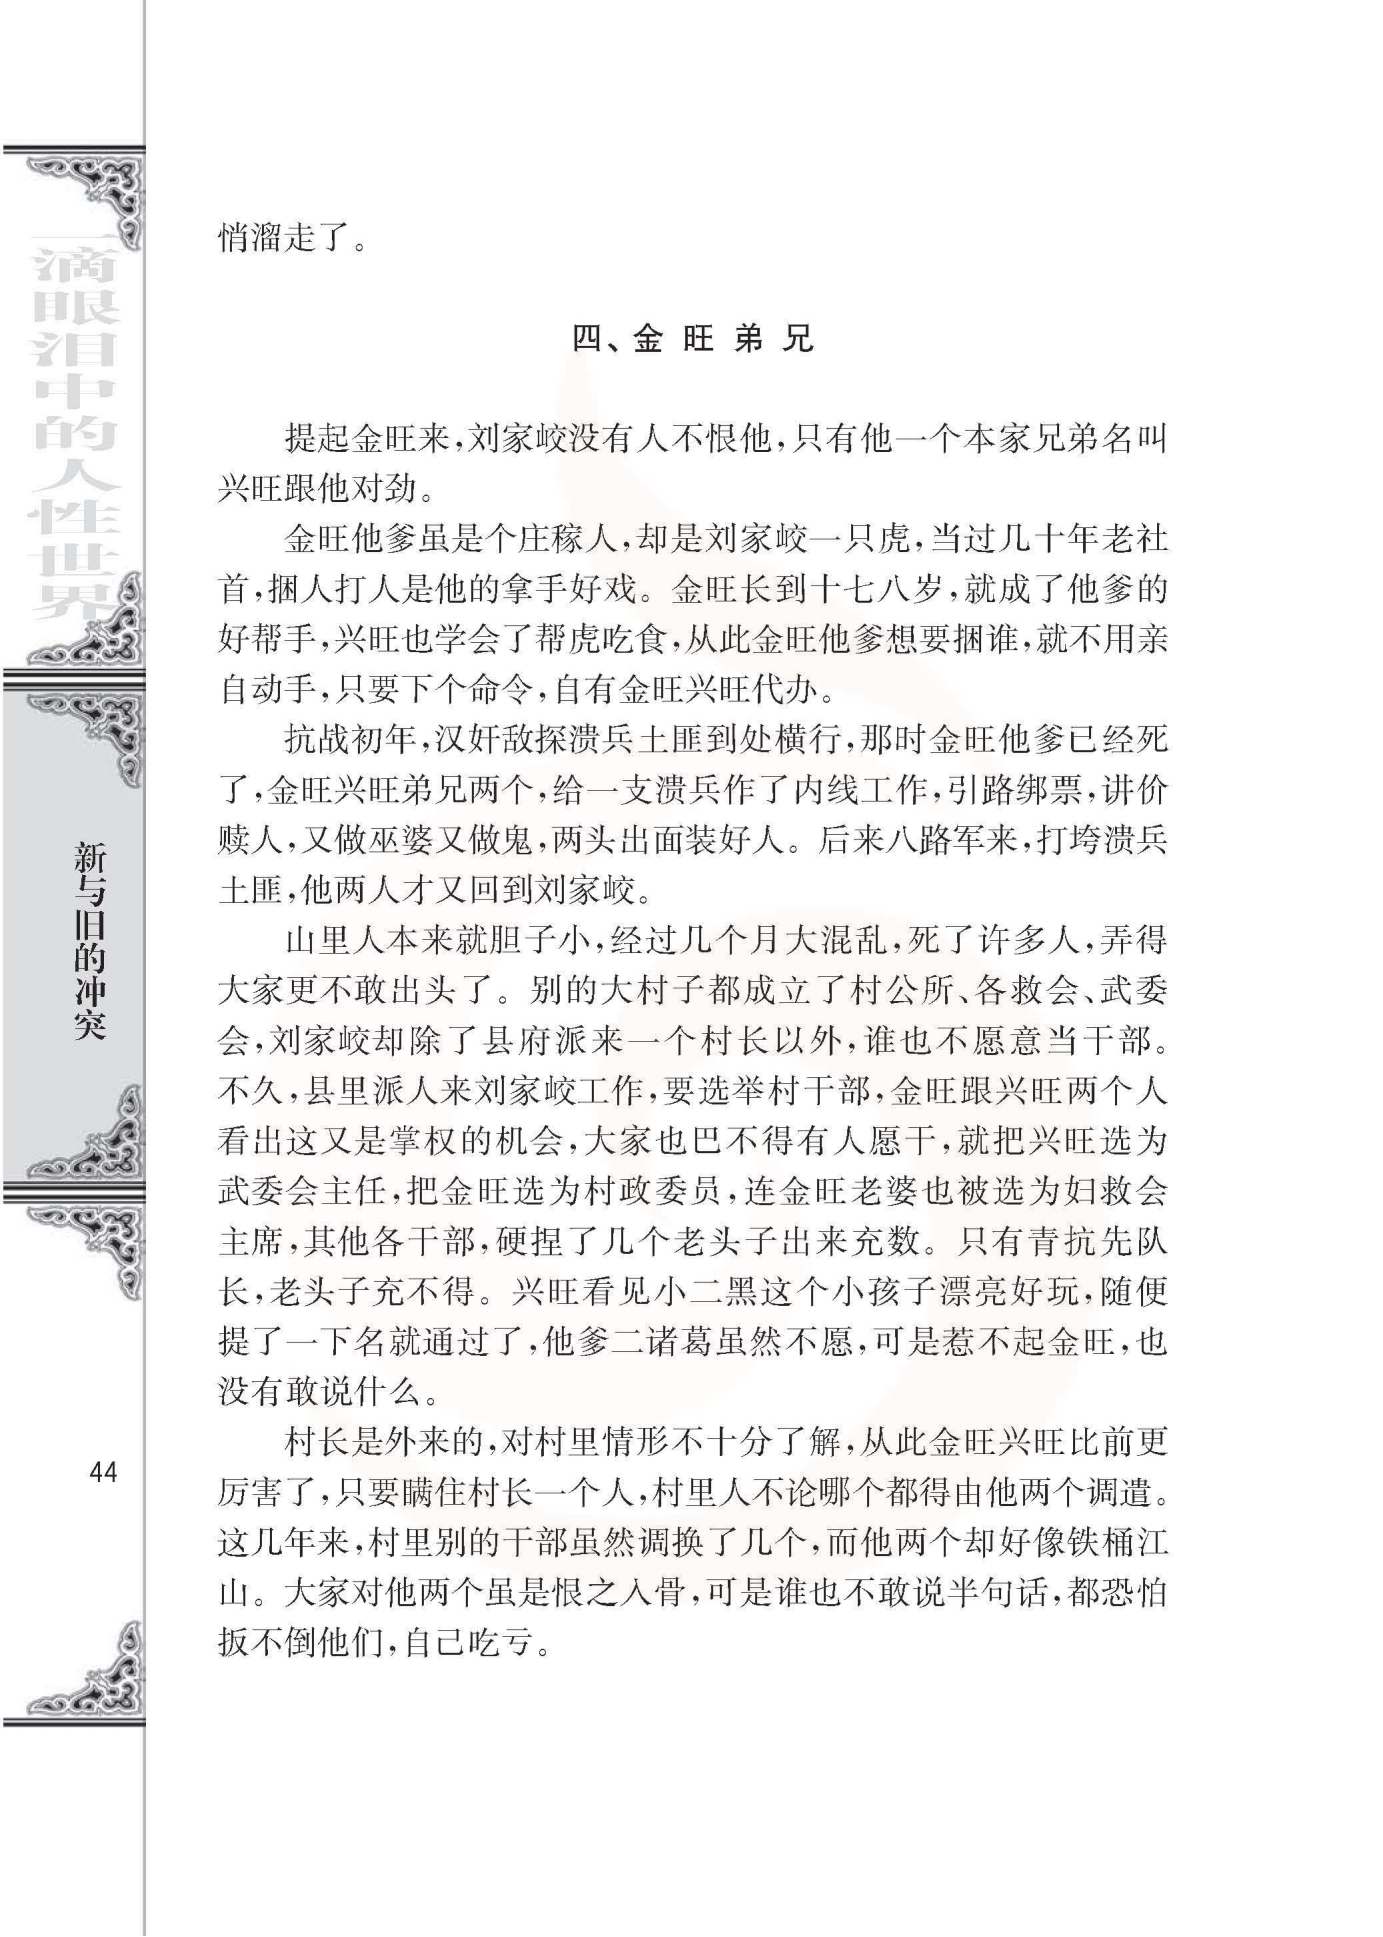 一滴眼泪中的人性世界
新与旧的冲突
44
悄溜走了。
四、金旺弟兄
提起金旺来,刘家峧没有人不恨他,只有他一个本家兄弟名叫
兴旺跟他对劲。
金旺他爹虽是个庄稼人,却是刘家峧一只虎,当过几十年老社
首,捆人打人是他的拿手好戏。金旺长到十七八岁,就成了他爹的
好帮手,兴旺也学会了帮虎吃食,从此金旺他爹想要捆谁,就不用亲
自动手,只要下个命令,自有金旺兴旺代办。
抗战初年,汉奸敌探溃兵土匪到处横行,那时金旺他爹已经死
了,金旺兴旺弟兄两个,给一支溃兵作了内线工作,引路绑票,讲价
赎人,又做巫婆又做鬼,两头出面装好人。后来八路军来,打垮溃兵
土匪,他两人才又回到刘家峧。
山里人本来就胆子小,经过几个月大混乱,死了许多人,弄得
大家更不敢出头了。别的大村子都成立了村公所、各救会、武委
会,刘家峧却除了县府派来一个村长以外,谁也不愿意当干部。
不久,县里派人来刘家峧工作,要选举村干部,金旺跟兴旺两个人
看出这又是掌权的机会,大家也巴不得有人愿干,就把兴旺选为
武委会主任,把金旺选为村政委员,连金旺老婆也被选为妇救会
主席,其他各干部,硬捏了几个老头子出来充数。只有青抗先队
长,老头子充不得。兴旺看见小二黑这个小孩子漂亮好玩,随便
提了一下名就通过了,他爹二诸葛虽然不愿,可是惹不起金旺,也
没有敢说什么。
村长是外来的,对村里情形不十分了解,从此金旺兴旺比前更
厉害了,只要瞒住村长一个人,村里人不论哪个都得由他两个调遣。
这几年来,村里别的干部虽然调换了几个,而他两个却好像铁桶江
山。大家对他两个虽是恨之入骨,可是谁也不敢说半句话,都恐怕
扳不倒他们,自己吃亏。